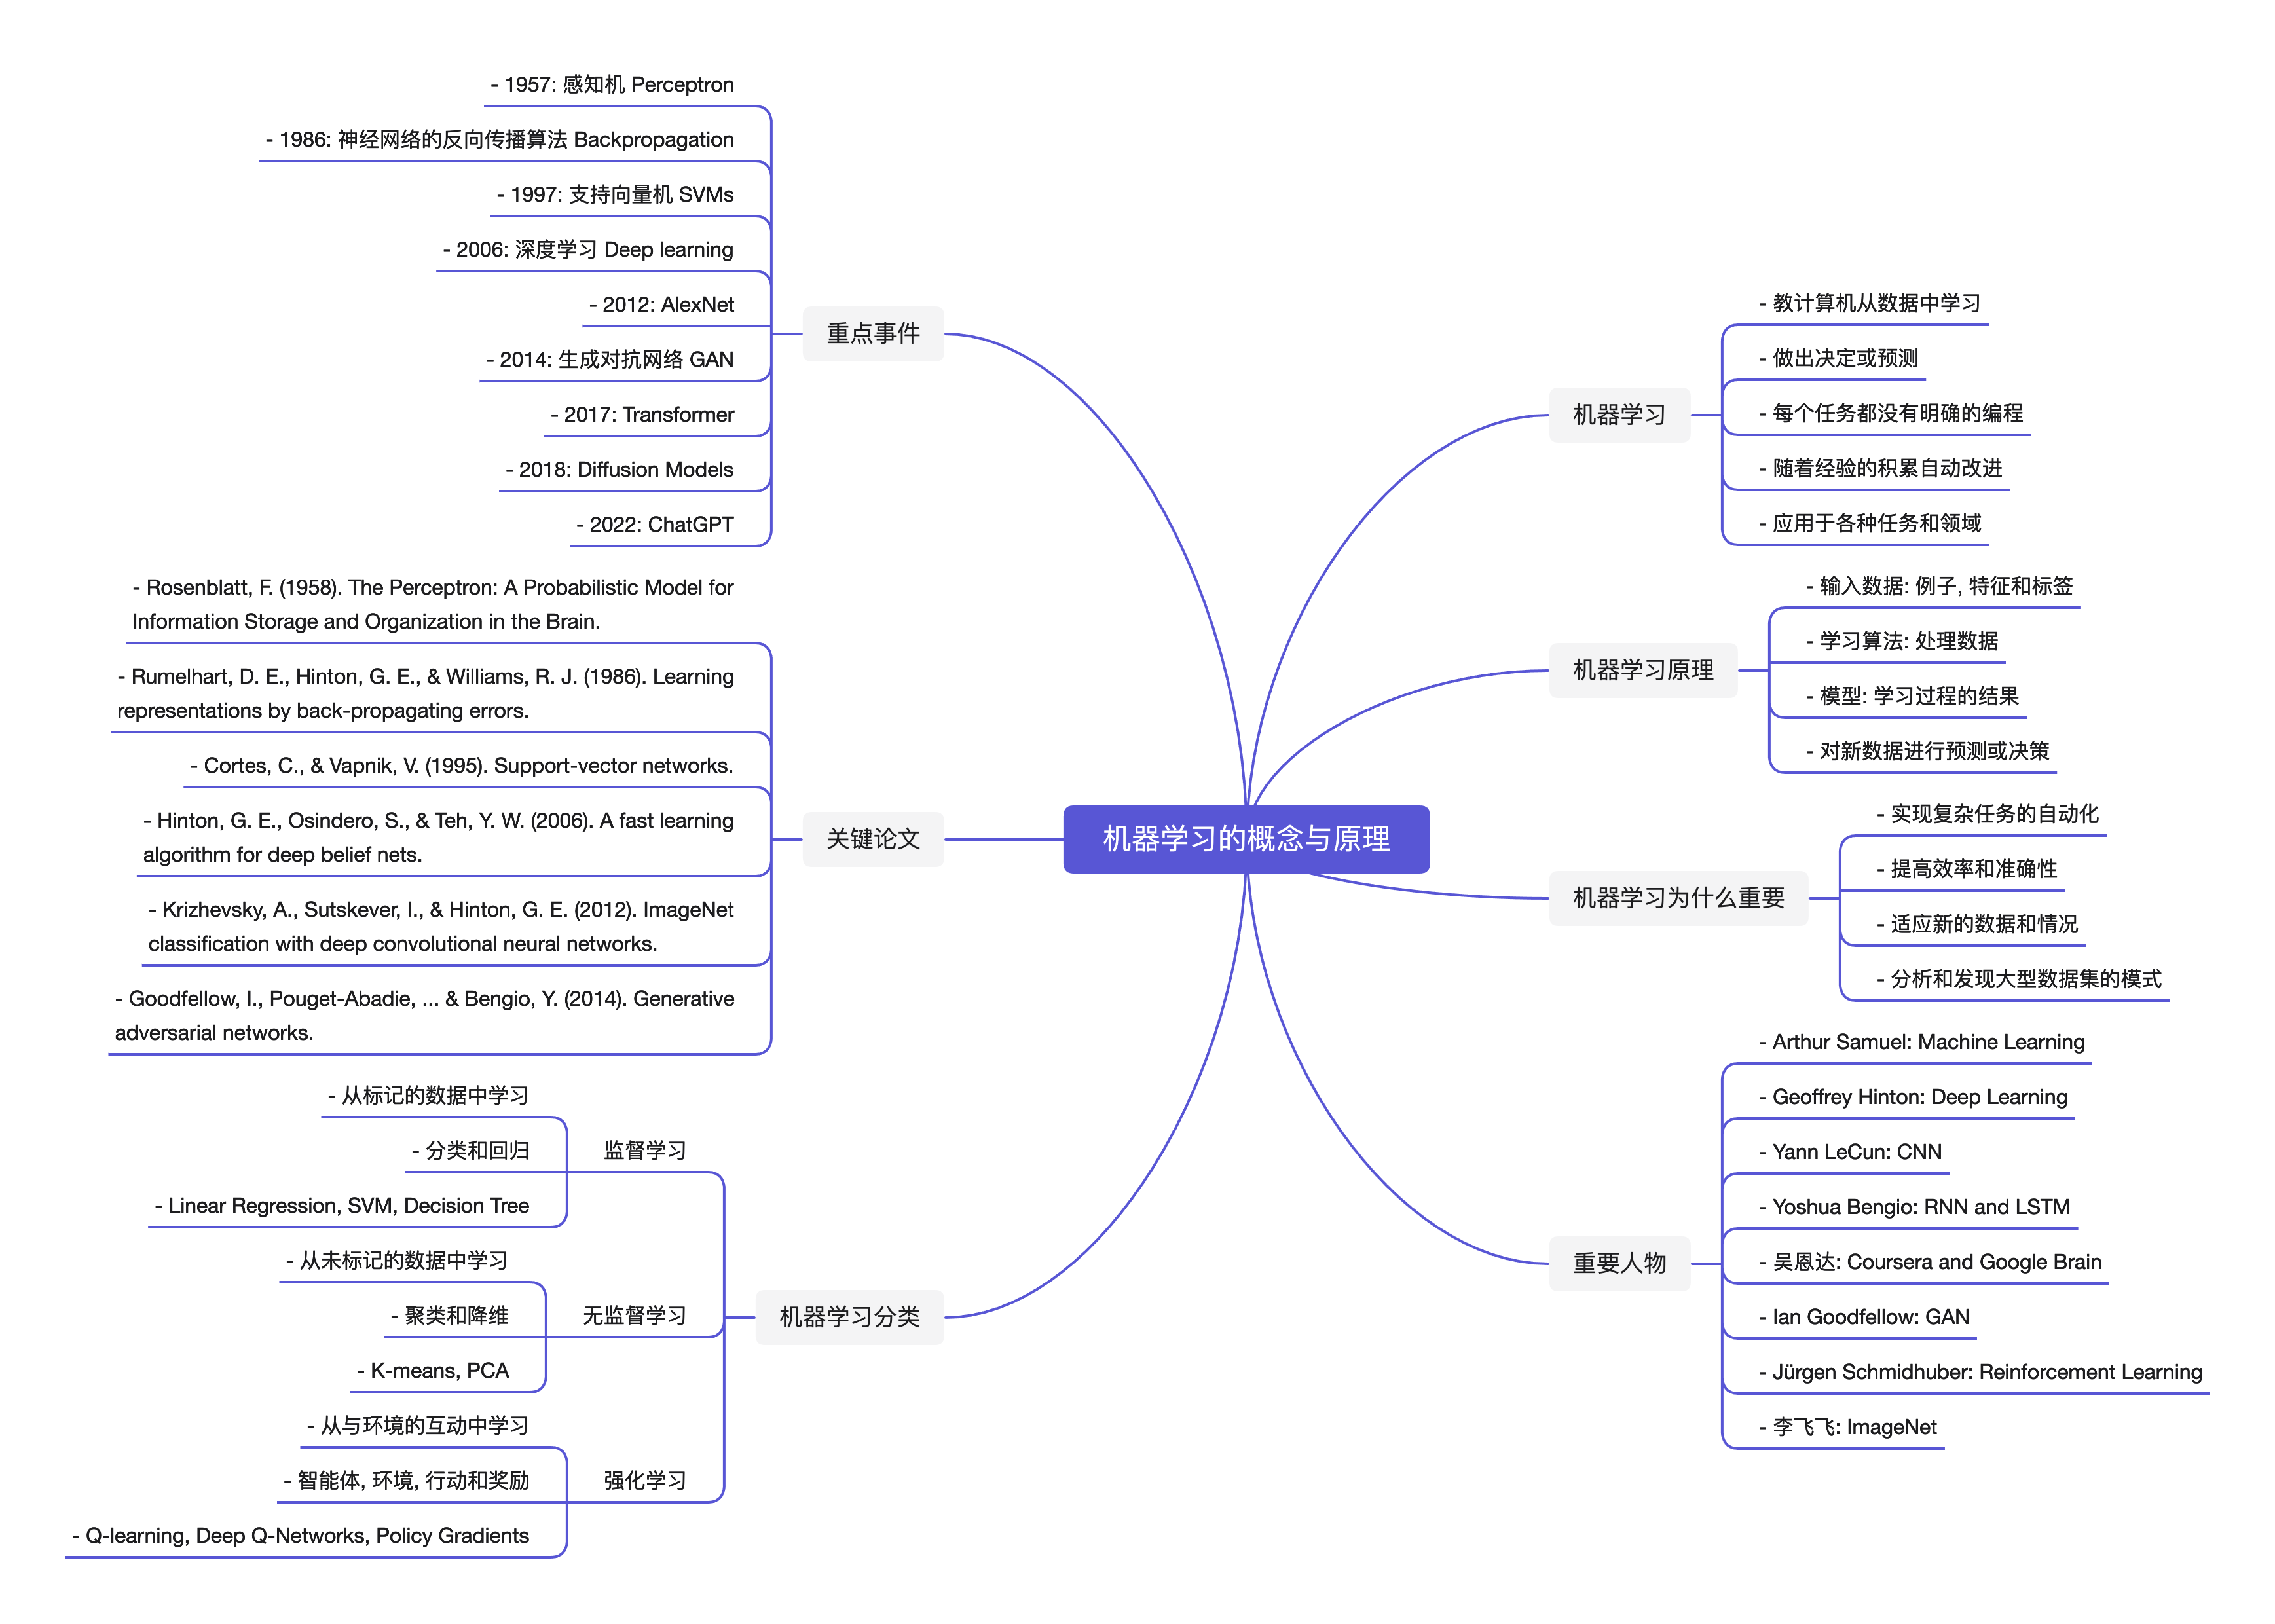 机器学习的概念与原理
机器学习
- 教计算机从数据中学习
- 做出决定或预测
- 每个任务都没有明确的编程
- 随着经验的积累自动改进
- 应用于各种任务和领域
机器学习原理
- 输入数据: 例子, 特征和标签
- 学习算法: 处理数据
- 模型: 学习过程的结果
- 对新数据进行预测或决策
机器学习为什么重要
- 实现复杂任务的自动化
- 提高效率和准确性
- 适应新的数据和情况
- 分析和发现大型数据集的模式
重要人物
- Arthur Samuel: Machine Learning
- Geoffrey Hinton: Deep Learning
- Yann LeCun: CNN
- Yoshua Bengio: RNN and LSTM
- 吴恩达: Coursera and Google Brain
- Ian Goodfellow: GAN
- Jürgen Schmidhuber: Reinforcement Learning
- 李飞飞: ImageNet
重点事件
- 1957: 感知机 Perceptron
- 1986: 神经网络的反向传播算法 Backpropagation
- 1997: 支持向量机 SVMs
- 2006: 深度学习 Deep learning
- 2012: AlexNet
- 2014: 生成对抗网络 GAN
- 2017: Transformer
- 2018: Diffusion Models
- 2022: ChatGPT
关键论文
- Rosenblatt, F. (1958). The Perceptron: A Probabilistic Model for
Information Storage and Organization in the Brain.
- Rumelhart, D. E., Hinton, G. E., & Williams, R. J. (1986). Learning
representations by back-propagating errors.
- Cortes, C., & Vapnik, V. (1995). Support-vector networks.
- Hinton, G. E., Osindero, S., & Teh, Y. W. (2006). A fast learning
algorithm for deep belief nets.
- Krizhevsky, A., Sutskever, I., & Hinton, G. E. (2012). ImageNet
classification with deep convolutional neural networks.
- Goodfellow, I., Pouget-Abadie, ... & Bengio, Y. (2014). Generative
adversarial networks.
机器学习分类
监督学习
- 从标记的数据中学习
- 分类和回归
- Linear Regression, SVM, Decision Tree
无监督学习
- 从未标记的数据中学习
- 聚类和降维
- K-means, PCA
强化学习
- 从与环境的互动中学习
- 智能体, 环境, 行动和奖励
- Q-learning, Deep Q-Networks, Policy Gradients